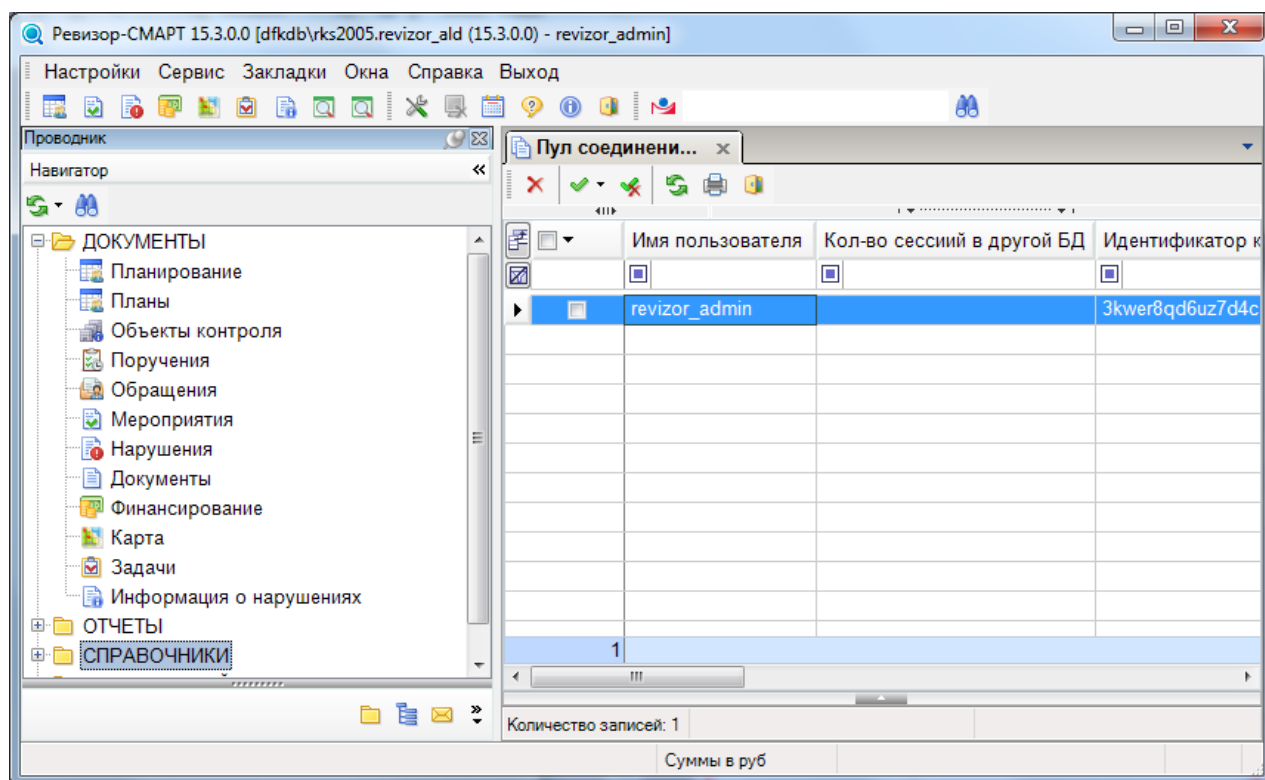 Ревизор-СМАРТ 15.3.0.0 [dfkdb\rks2005.revizor_ald (15.3.0.0) - revizor_admin]
Настройки Сервис Закладки Окна Справка Выход
Проводник
Навигатор
ДОКУМЕНТЫ
Планирование
Планы
Объекты контроля
Поручения
Обращения
Мероприятия
Нарушения
Документы
Финансирование
Карта
Задачи
Информация о нарушениях
ОТЧЕТЫ
СПРАВОЧНИКИ
Пул соединени...
Имя пользователя Кол-во сессиий в другой БД Идентификатор к
revizor_admin 3kwer8qd6uz7d4c
1
Количество записей: 1
Суммы в руб